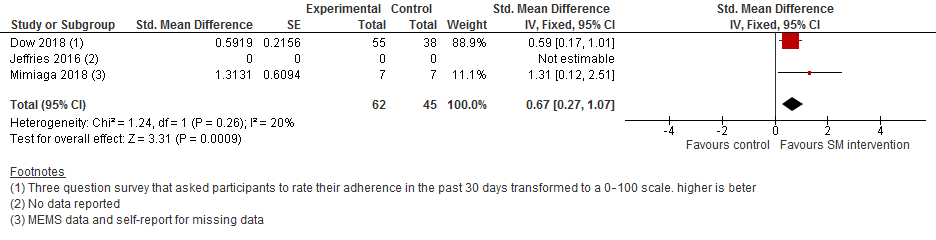 Experimental Control Std. Mean Difference
Study or Subgroup Std. Mean Difference SE Total Total Weight IV, Fixed, 95% CI
Dow 2018 (1) 0.5919 0.2156 55 38 88.9% 0.59 [0.17, 1.01]
Jeffries 2016 (2) 0 0 0 0 Not estimable
Mimiaga 2018 (3) 1.3131 0.6094 7 7 11.1% 1.31 [0.12, 2.51]
Total (95% CI) 62 45 100.0% 0.67 [0.27, 1.07]
Heterogeneity: Chi² = 1.24, df = 1 (P = 0.26); I² = 20%
Test for overall effect: Z = 3.31 (P = 0.0009)
Std. Mean Difference
IV, Fixed, 95% CI
-4 -2 0 2 4
Favours control Favours SM intervention
Footnotes
(1) Three question survey that asked participants to rate their adherence in the past 30 days transformed to a 0–100 scale. higher is beter
(2) No data reported
(3) MEMS data and self-report for missing data